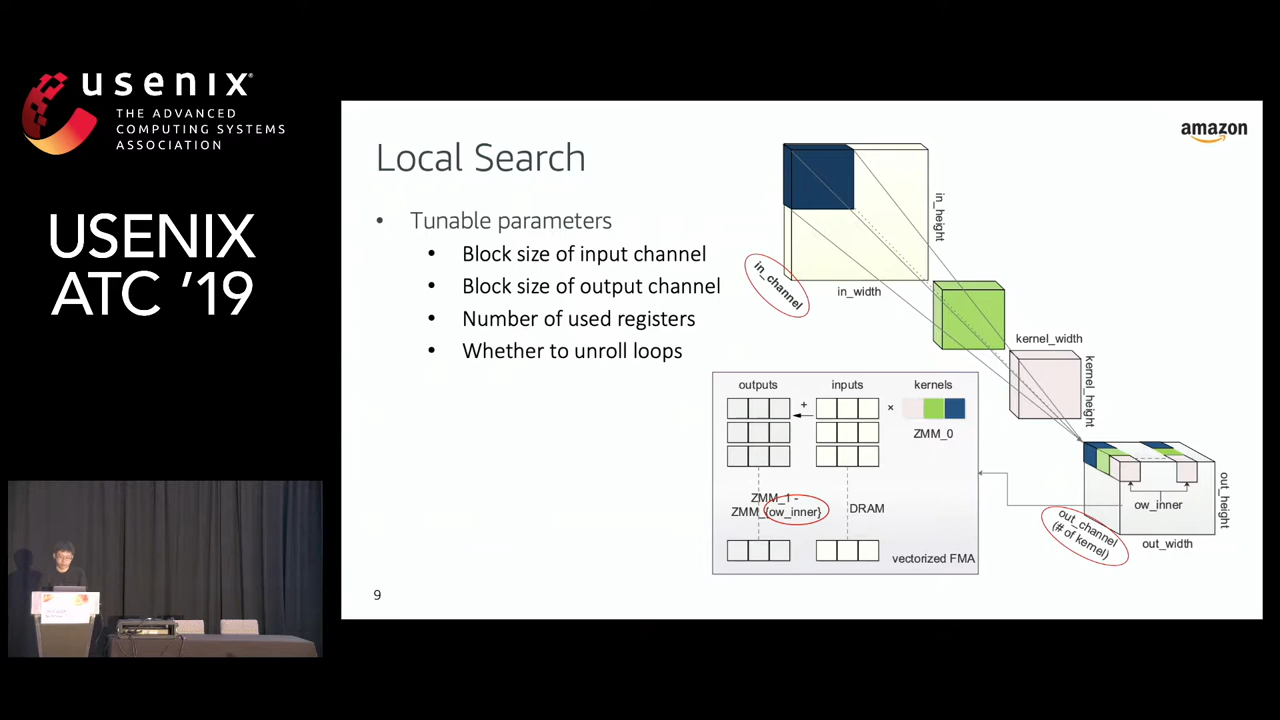 usenix
THE ADVANCED
COMPUTING SYSTEMS
ASSOCIATION
USENIX
ATC '19
amazon
Local Search
• Tunable parameters
• Block size of input channel
• Block size of output channel
• Number of used registers
• Whether to unroll loops
in_height
in_channel
in_width
kernel_width
kernel_height
outputs
inputs
kernels
+
×
ZMM_0
ZMM_1 -
ZMM_{ow_inner}
DRAM
vectorized FMA
ow_inner
out_height
out_channel
(# of kernel)
out_width
9